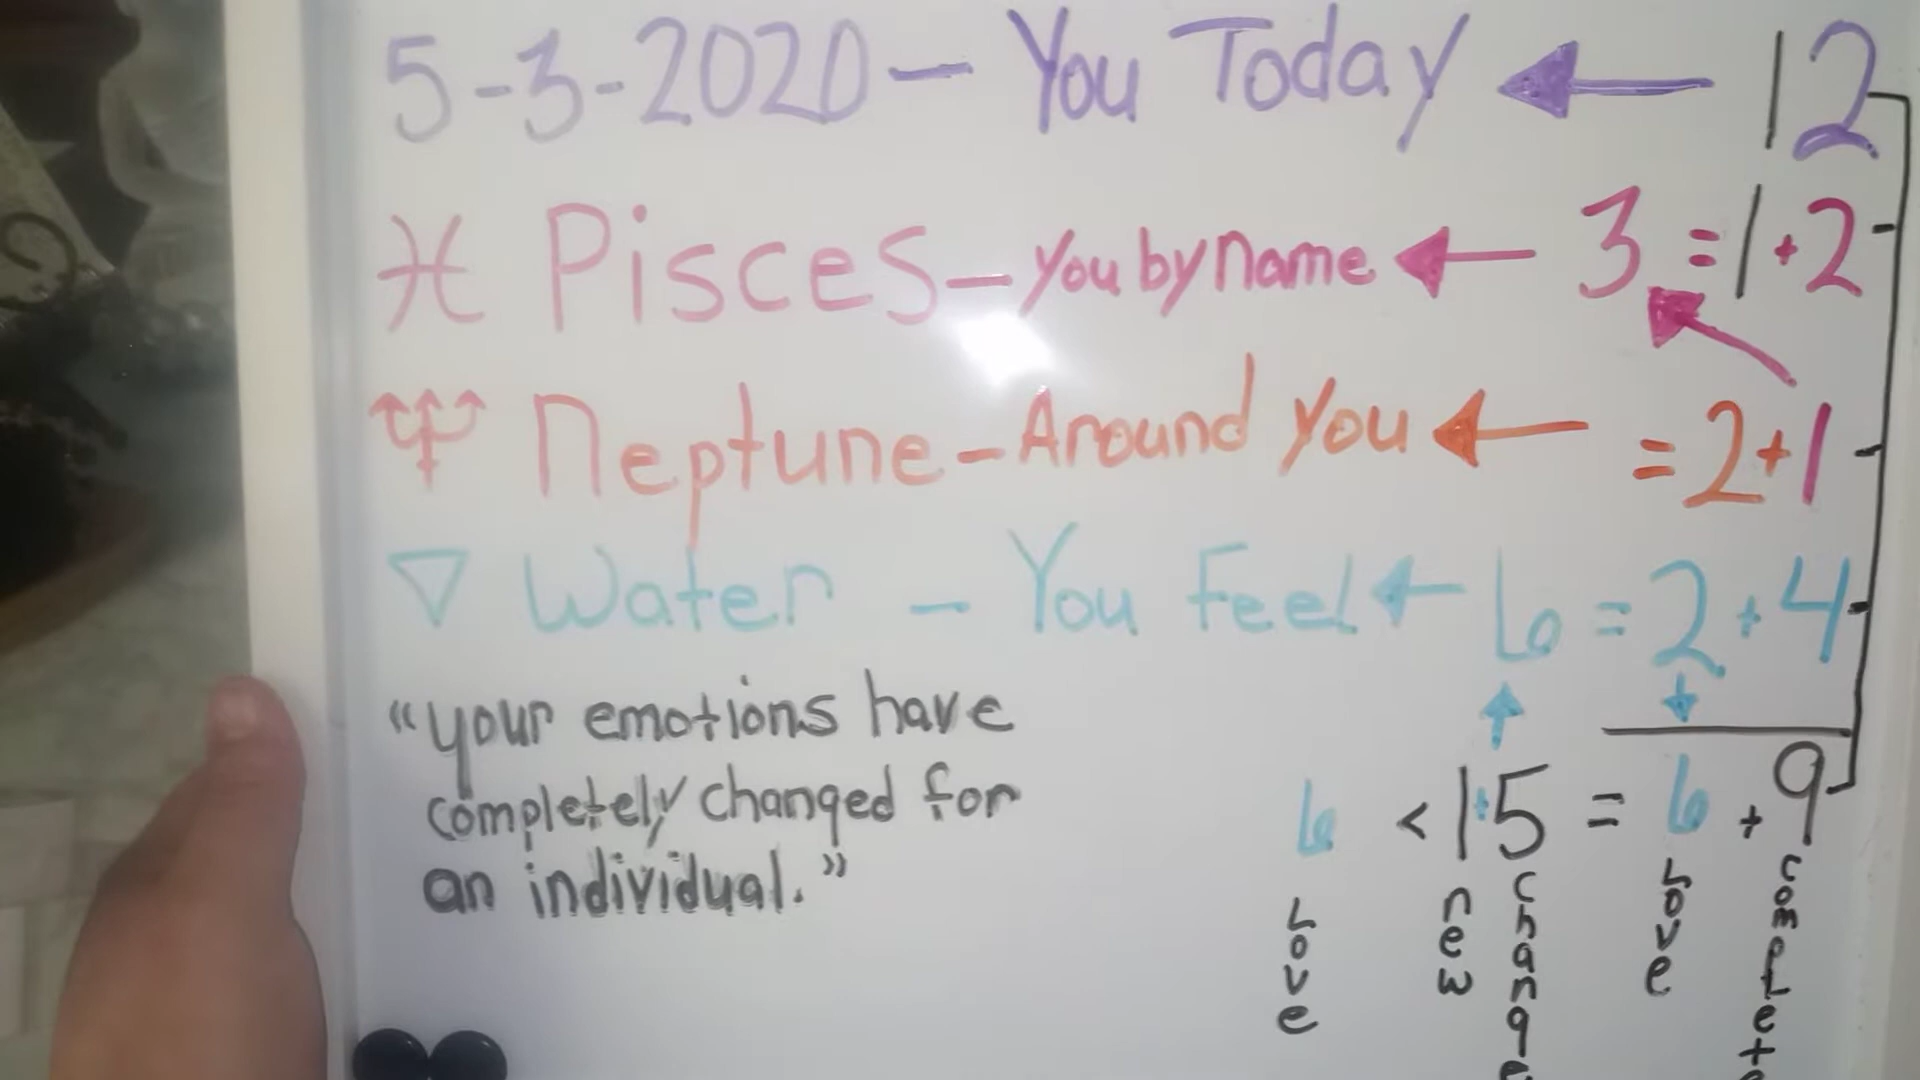 5-3-2020 — You Today ← 12
♓ Pisces — you by name ← 3 = 1+2
♆ Neptune — Around you ← = 2+1
▽ Water — You Feel ← 6 = 2+4
"your emotions have
completely changed for
an individual."
6 < 1+5 = 6 + 9
Love
new
change
Love
complete